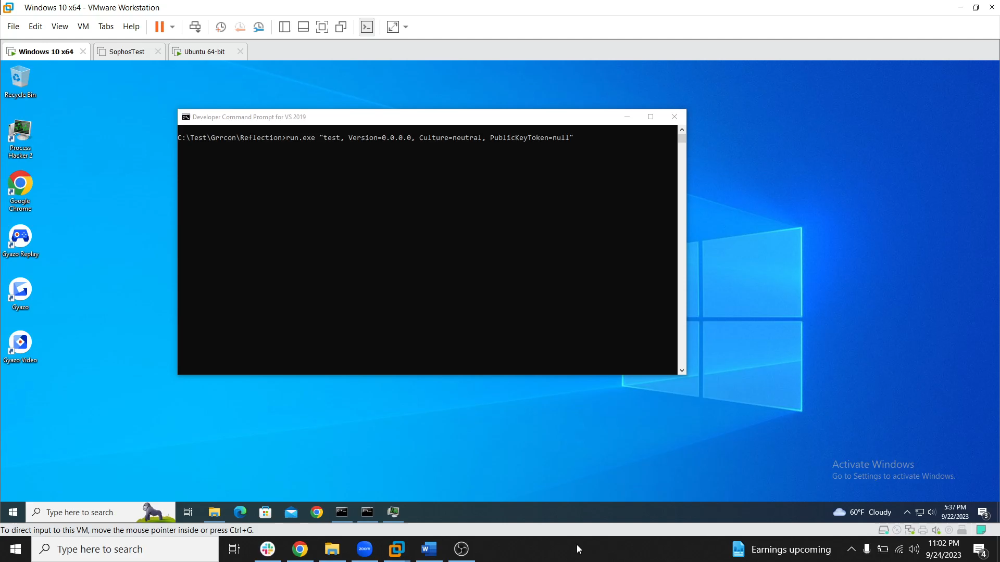 Windows 10 x64 - VMware Workstation
File Edit View VM Tabs Help
Windows 10 x64
SophosTest
Ubuntu 64-bit
Recycle Bin
Developer Command Prompt for VS 2019
C:\Test\Grrcon\Reflection>run.exe "test, Version=0.0.0.0, Culture=neutral, PublicKeyToken=null"
Process
Hacker 2
Google
Chrome
Gyazo Replay
Gyazo
Gyazo Video
Activate Windows
Go to Settings to activate Windows.
Type here to search
60°F Cloudy
5:37 PM
9/22/2023
3
To direct input to this VM, move the mouse pointer inside or press Ctrl+G.
Type here to search
zoom
W
Earnings upcoming
11:02 PM
9/24/2023
4